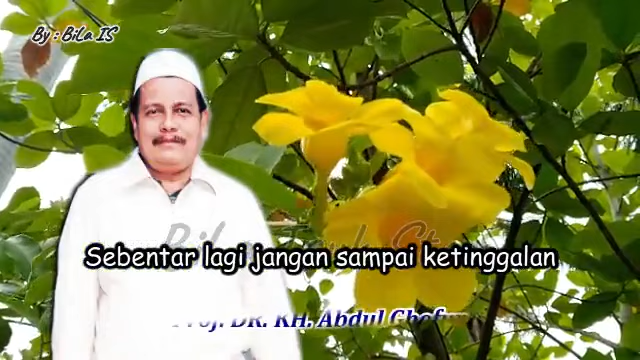 By : BiLa IS
Sebentar lagi jangan sampai ketinggalan
Prof. DR. KH. Abdul